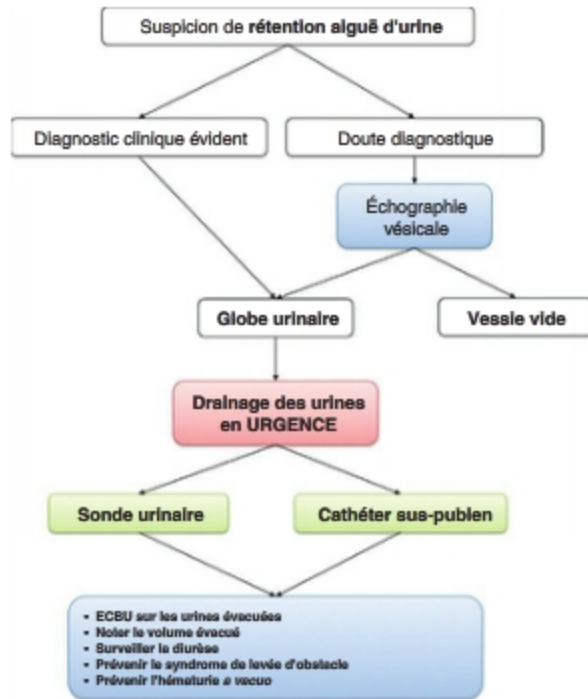 Suspicion de rétention aiguë d'urine
Diagnostic clinique évident
Doute diagnostique
Échographie
vésicale
Globe urinaire
Vessie vide
Drainage des urines
en URGENCE
Sonde urinaire
Cathéter sus-pubien
• ECBU sur les urines évacuées
• Noter le volume évacué
• Surveiller la diurèse
• Prévenir le syndrome de levée d'obstacle
• Prévenir l'hématurie a vacuo